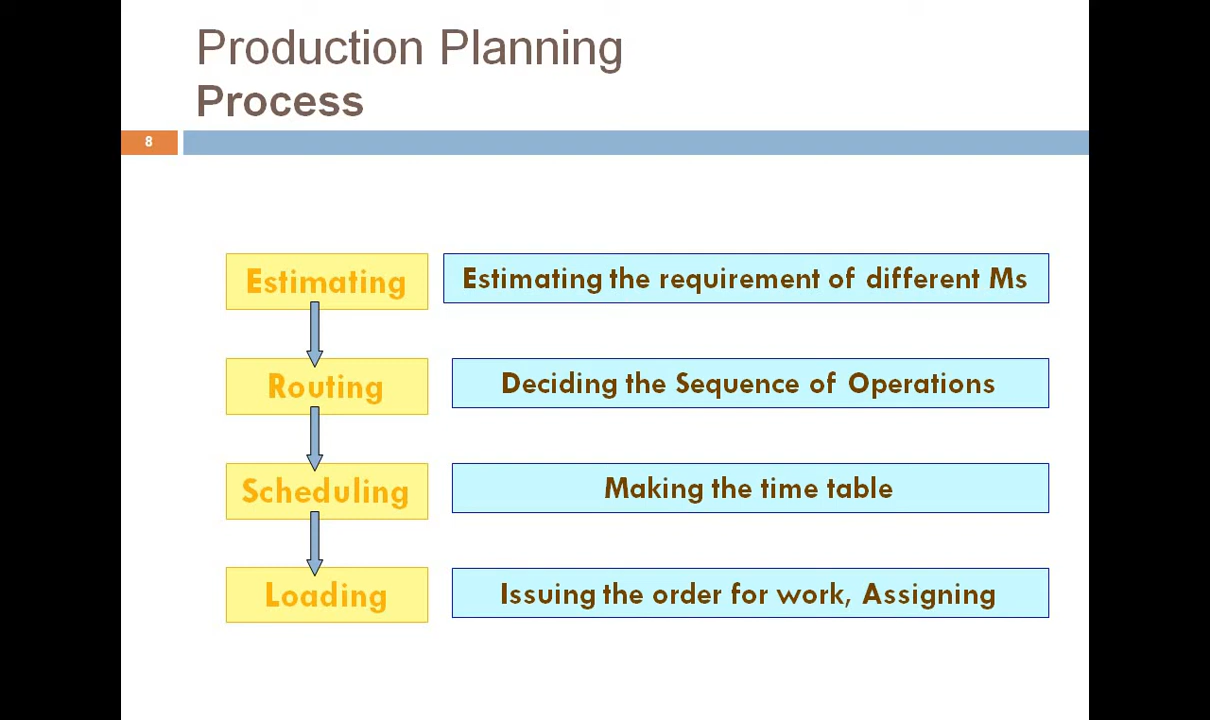 Production Planning
Process
8
Estimating
Estimating the requirement of different Ms
Routing
Deciding the Sequence of Operations
Scheduling
Making the time table
Loading
Issuing the order for work, Assigning